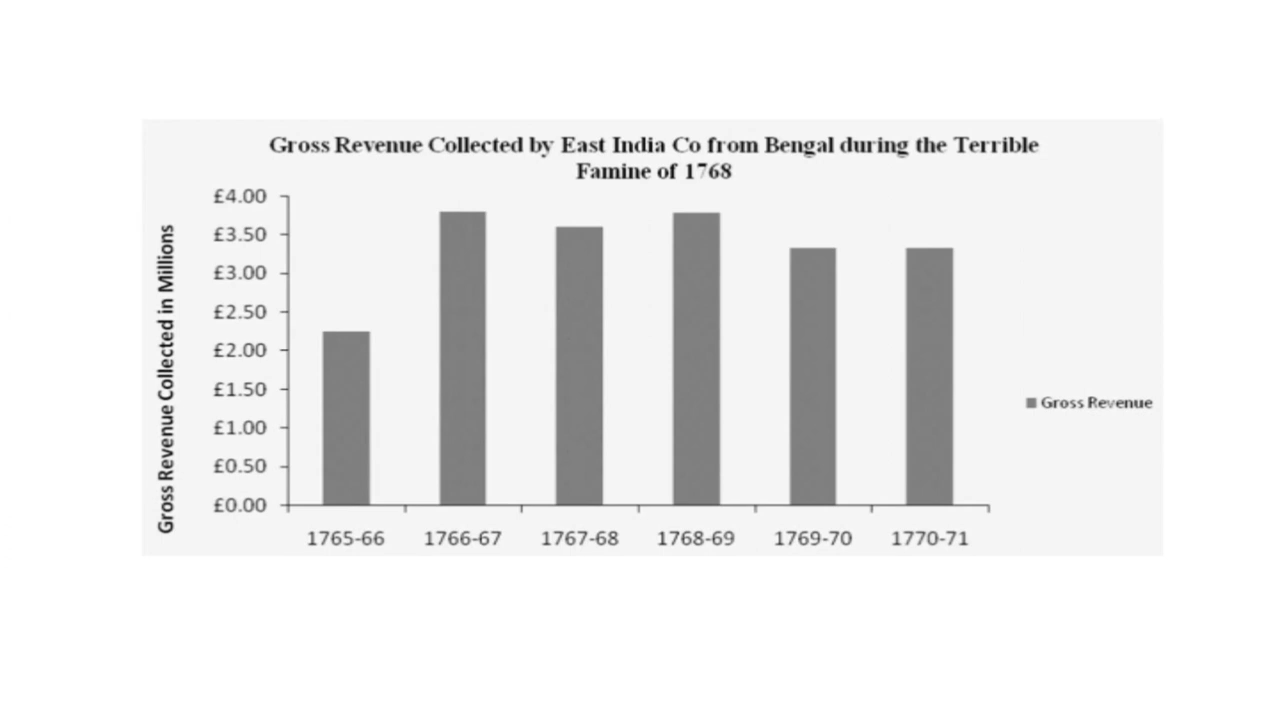 Gross Revenue Collected by East India Co from Bengal during the Terrible
Famine of 1768
Gross Revenue Collected in Millions
£4.00
£3.50
£3.00
£2.50
£2.00
£1.50
£1.00
£0.50
£0.00
1765-66 1766-67 1767-68 1768-69 1769-70 1770-71
Gross Revenue